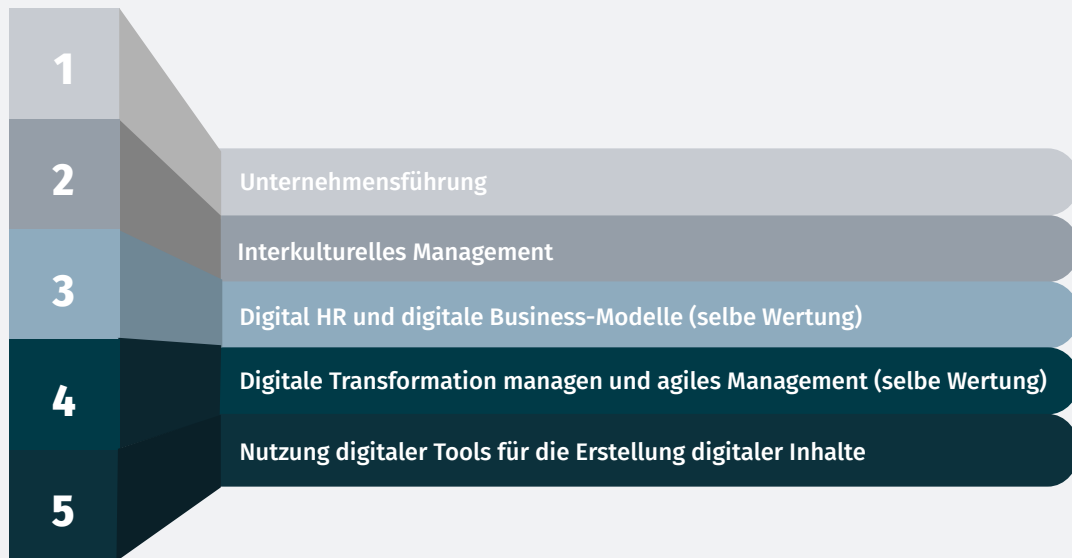 1
Unternehmensführung
2
Interkulturelles Management
3
Digital HR und digitale Business-Modelle (selbe Wertung)
4
Digitale Transformation managen und agiles Management (selbe Wertung)
5
Nutzung digitaler Tools für die Erstellung digitaler Inhalte